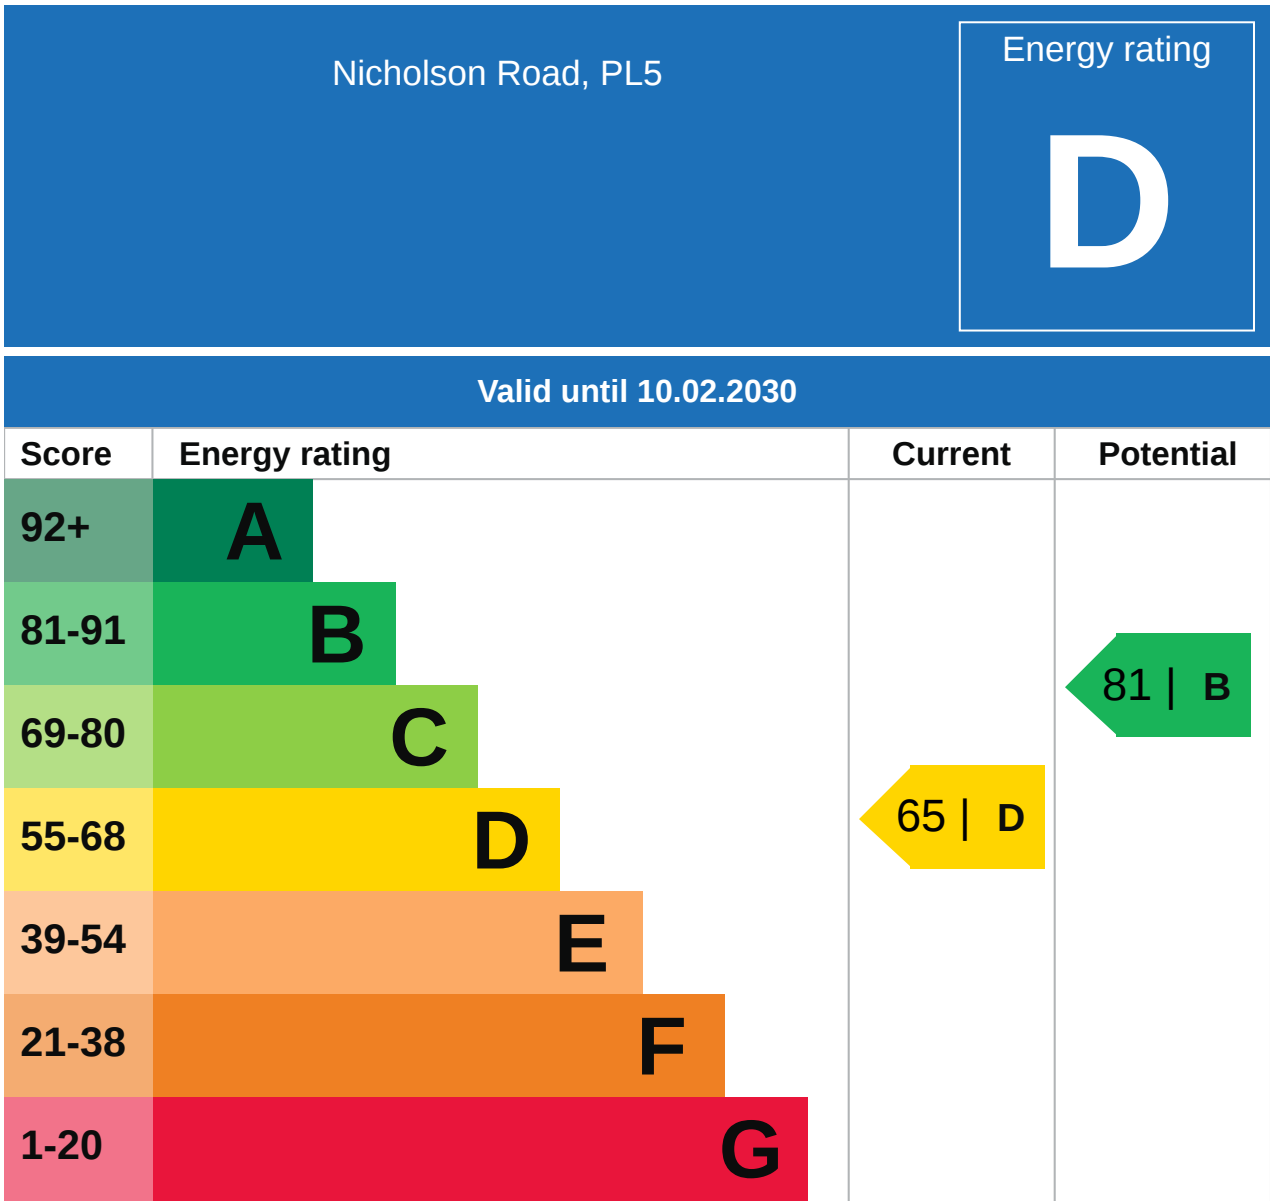 Nicholson Road, PL5
Energy rating
D
Valid until 10.02.2030
Score Energy rating Current Potential
92+ A
81-91 B
81 | B
69-80 C
55-68 D
65 | D
39-54 E
21-38 F
1-20 G